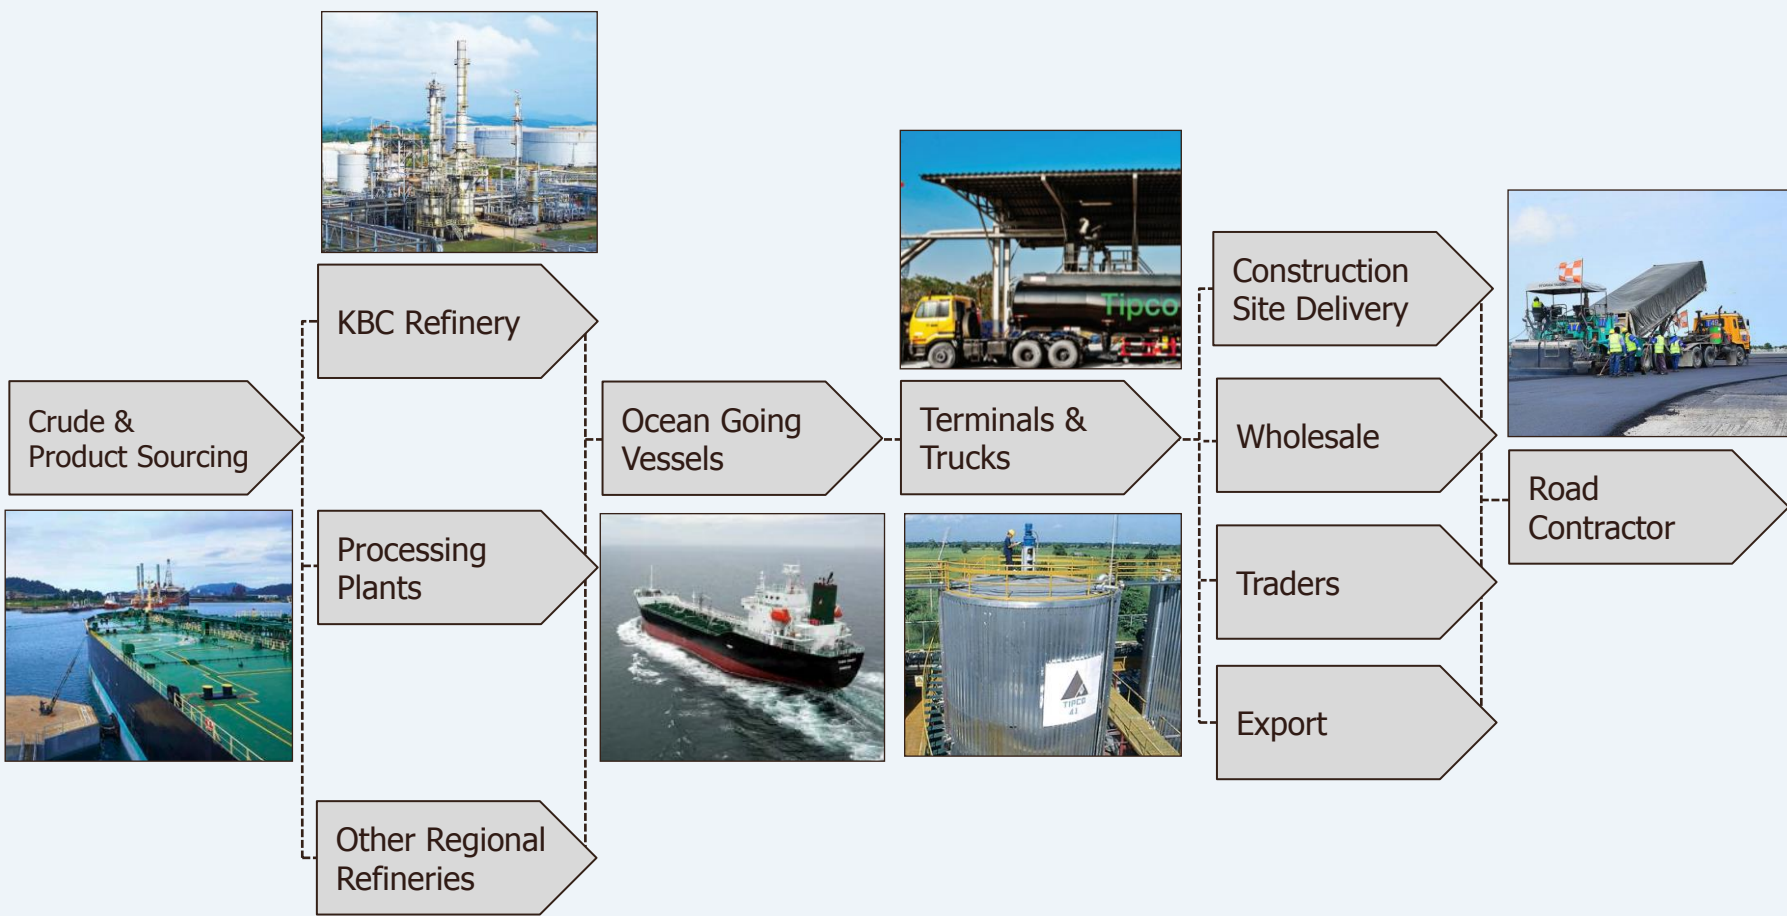 Crude &
Product Sourcing
KBC Refinery
Processing
Plants
Other Regional
Refineries
Ocean Going
Vessels
Tipco
Terminals &
Trucks
TIPCO
Construction
Site Delivery
Wholesale
Traders
Export
Road
Contractor